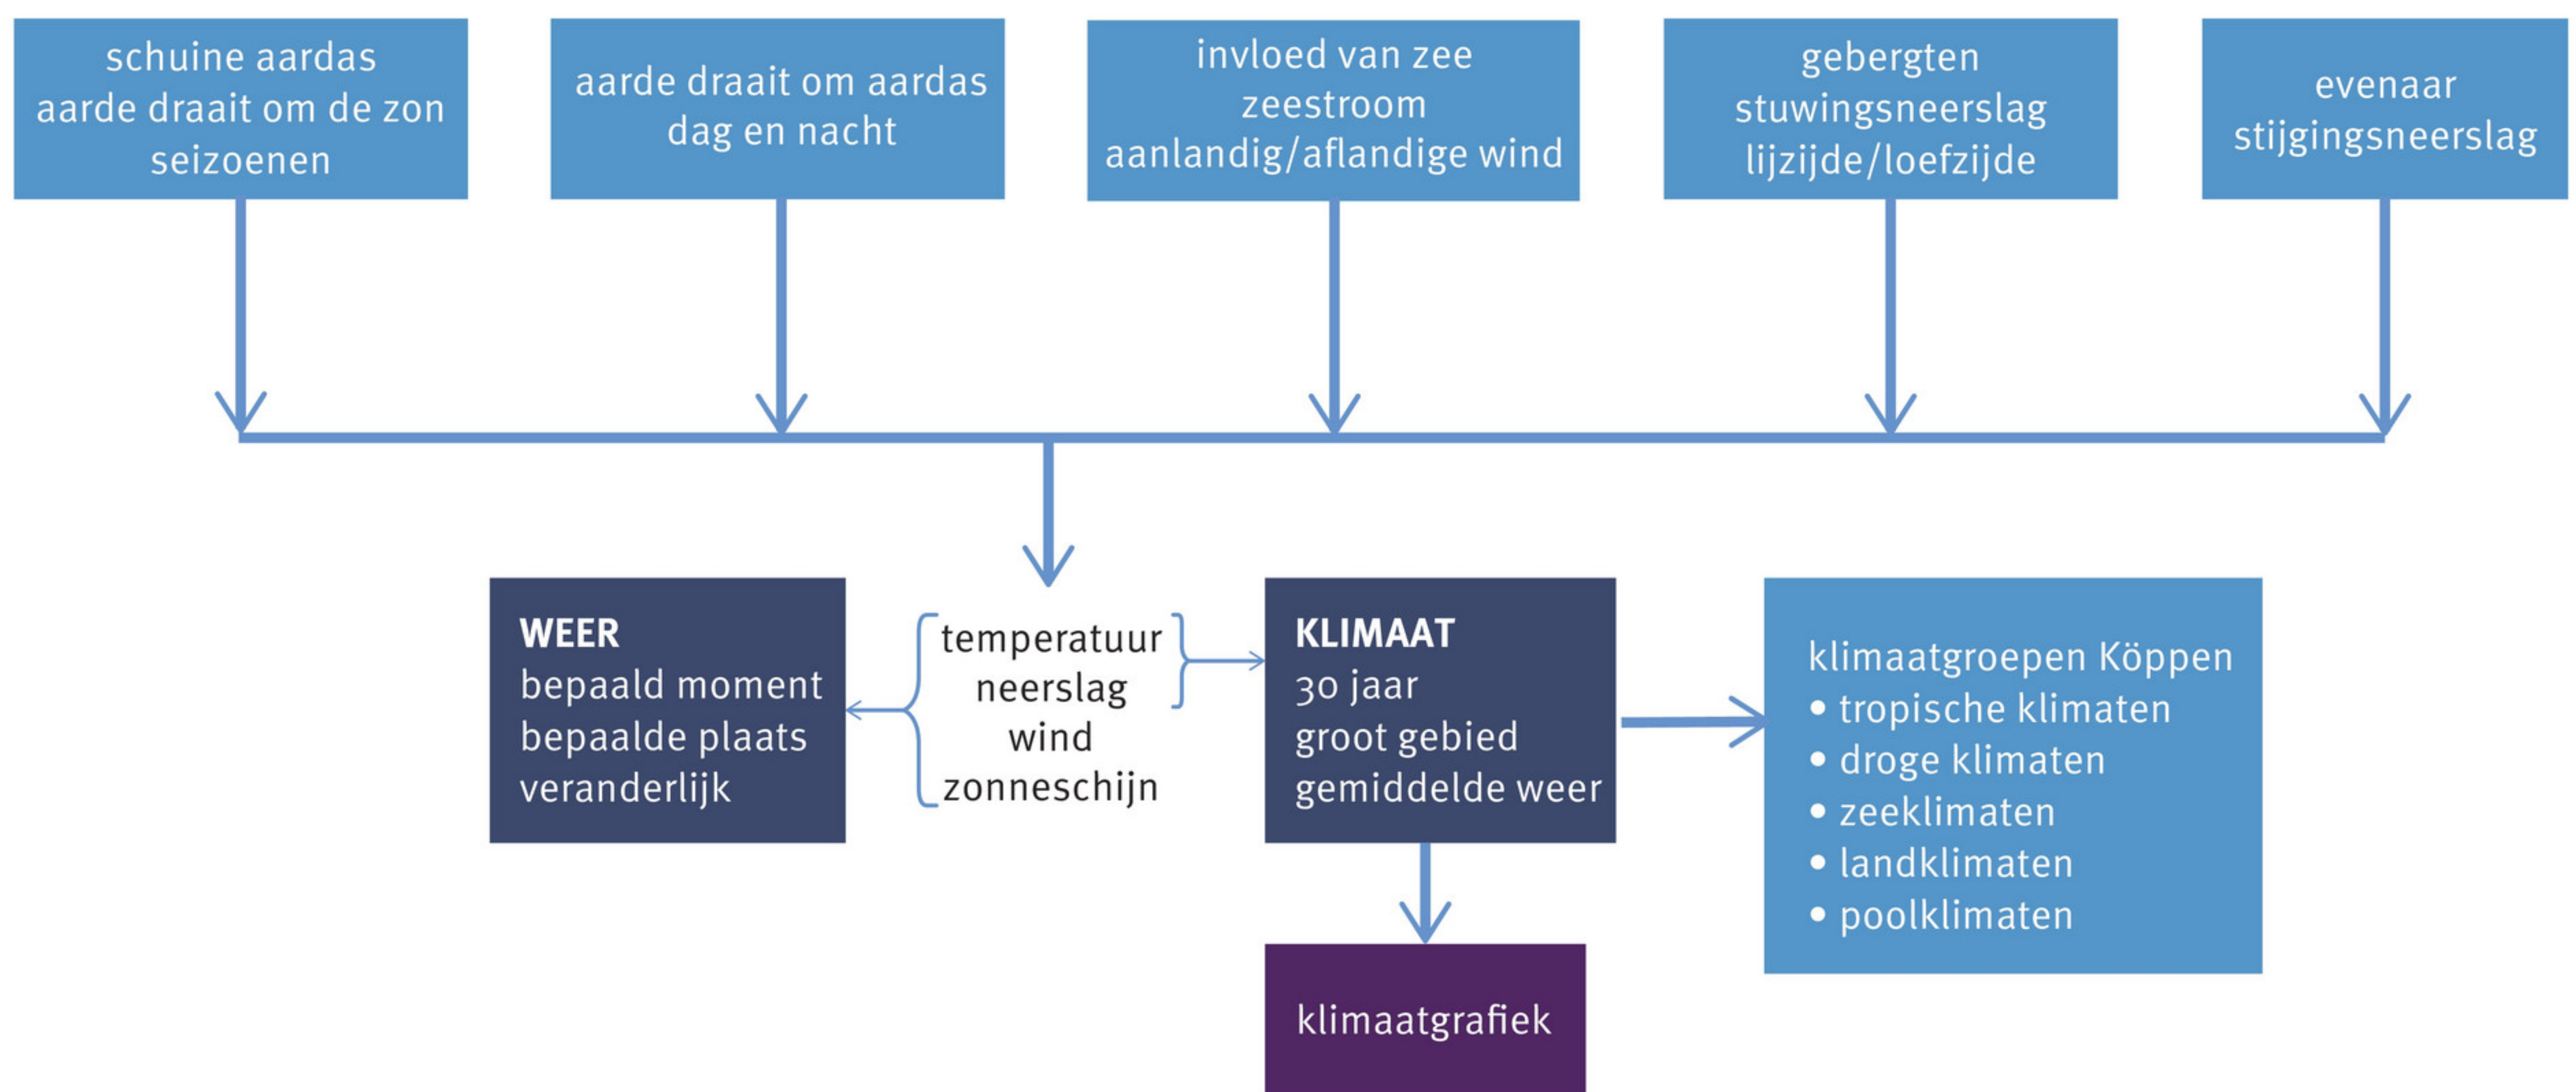 schuine aardas
aarde draait om de zon
seizoenen
aarde draait om aardas
dag en nacht
invloed van zee
zeestroom
aanlandig/aflandige wind
gebergten
stuwingsneerslag
lijzijde/loefzijde
evenaar
stijgingsneerslag
WEER
bepaald moment
bepaalde plaats
veranderlijk
temperatuur
neerslag
wind
zonneschijn
KLIMAAT
30 jaar
groot gebied
gemiddelde weer
klimaatgroepen Köppen
• tropische klimaten
• droge klimaten
• zeeklimaten
• landklimaten
• poolklimaten
klimaatgrafiek